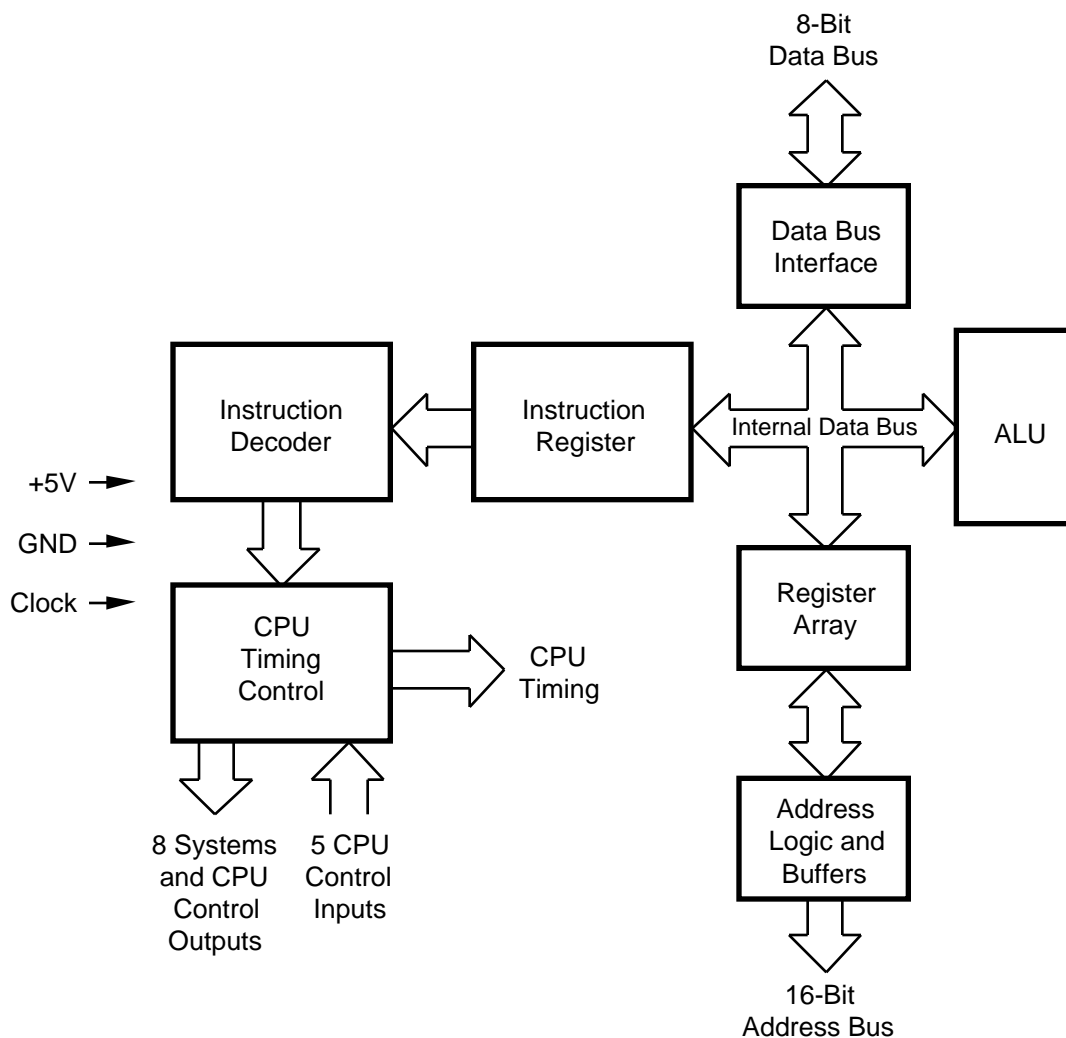 8-Bit
Data Bus
Data Bus
Interface
Instruction
Decoder
Instruction
Register
Internal Data Bus
ALU
+5V
GND
Clock
CPU
Timing
Control
CPU
Timing
Register
Array
8 Systems
and CPU
Control
Outputs
5 CPU
Control
Inputs
Address
Logic and
Buffers
16-Bit
Address Bus